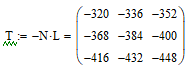 T := −N·L = ( −320 −336 −352
−368 −384 −400
−416 −432 −448 )